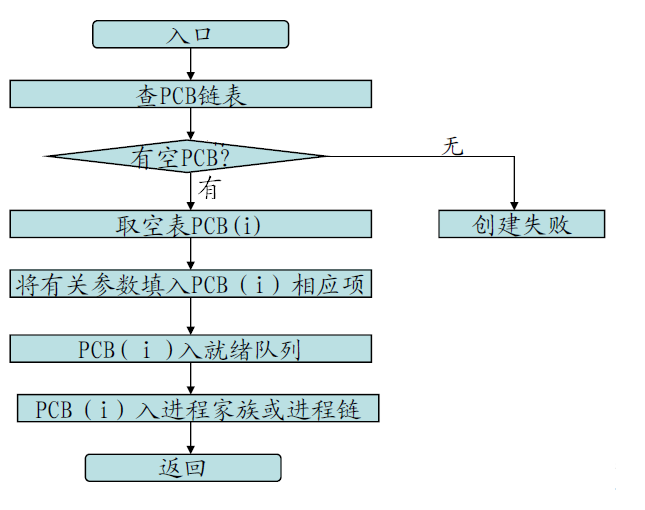 入口
查PCB链表
有空PCB?
无
有
取空表PCB(i)
创建失败
将有关参数填入PCB（i）相应项
PCB( i )入就绪队列
PCB（i）入进程家族或进程链
返回